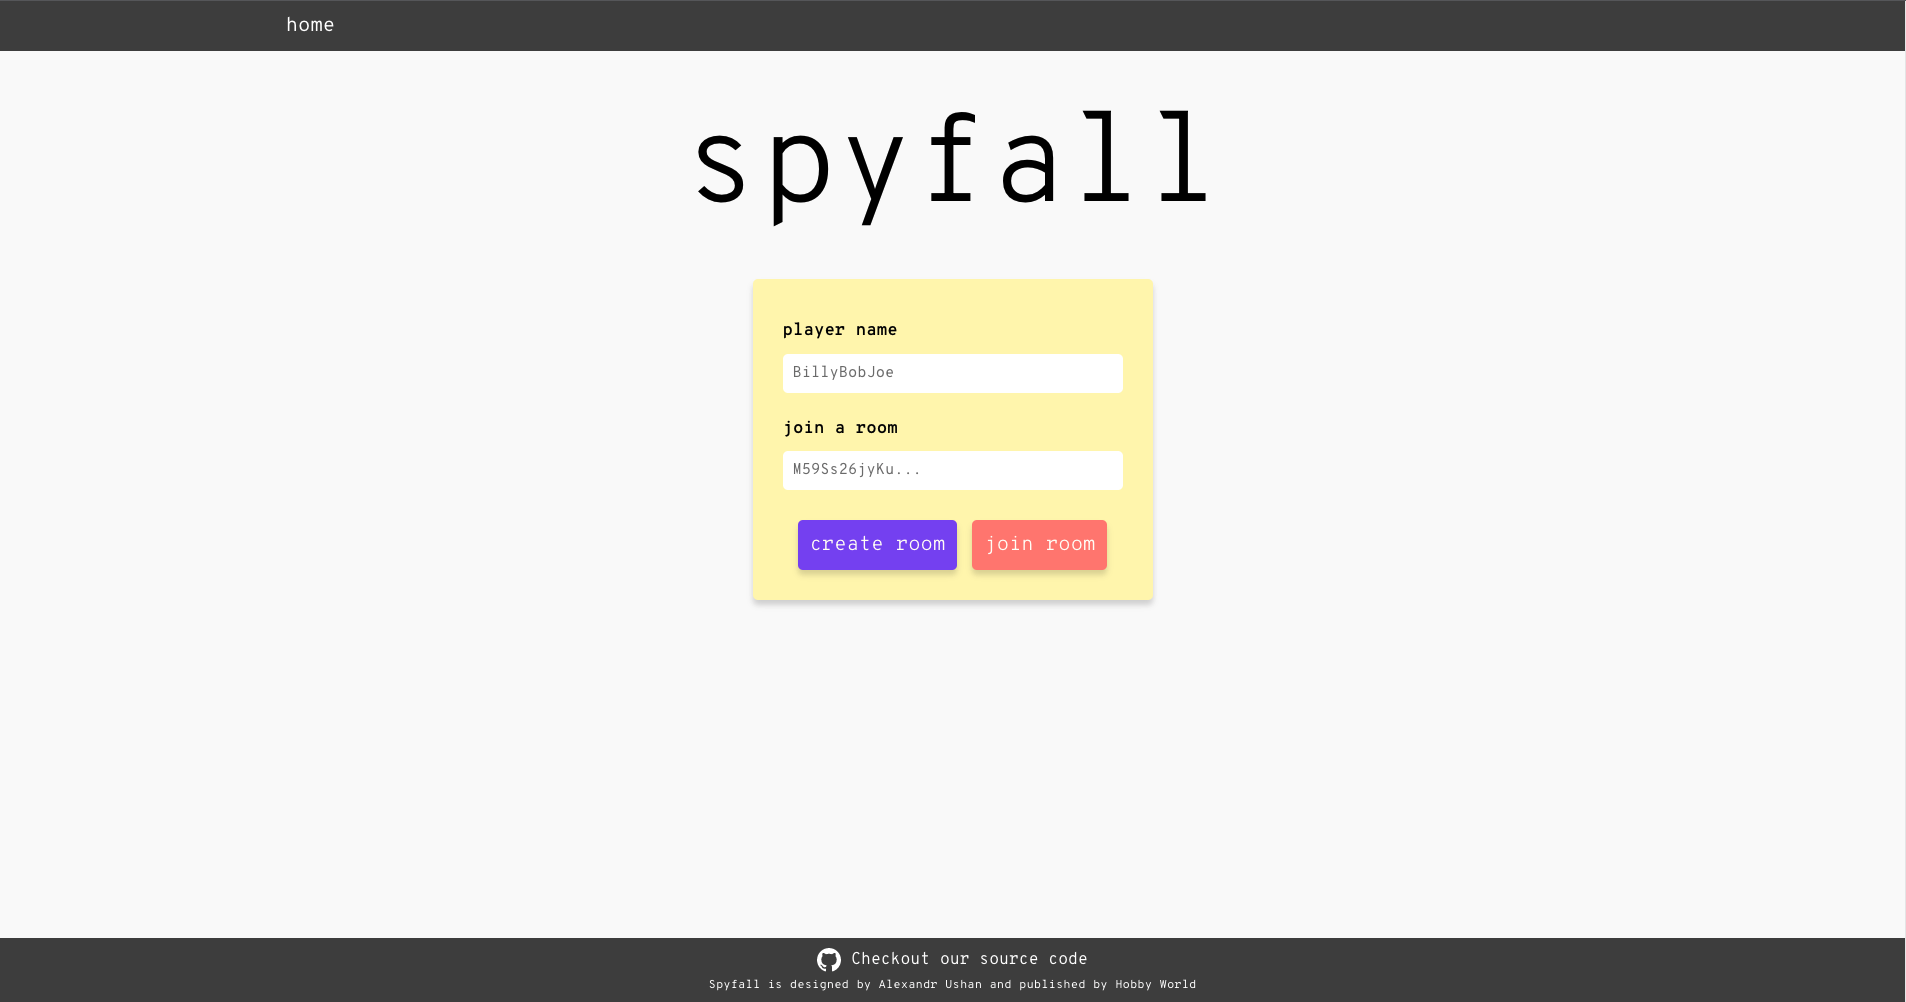 home
spyfall
player name
BillyBobJoe
join a room
M59Ss26jyKu...
create room join room
Checkout our source code
Spyfall is designed by Alexandr Ushan and published by Hobby World